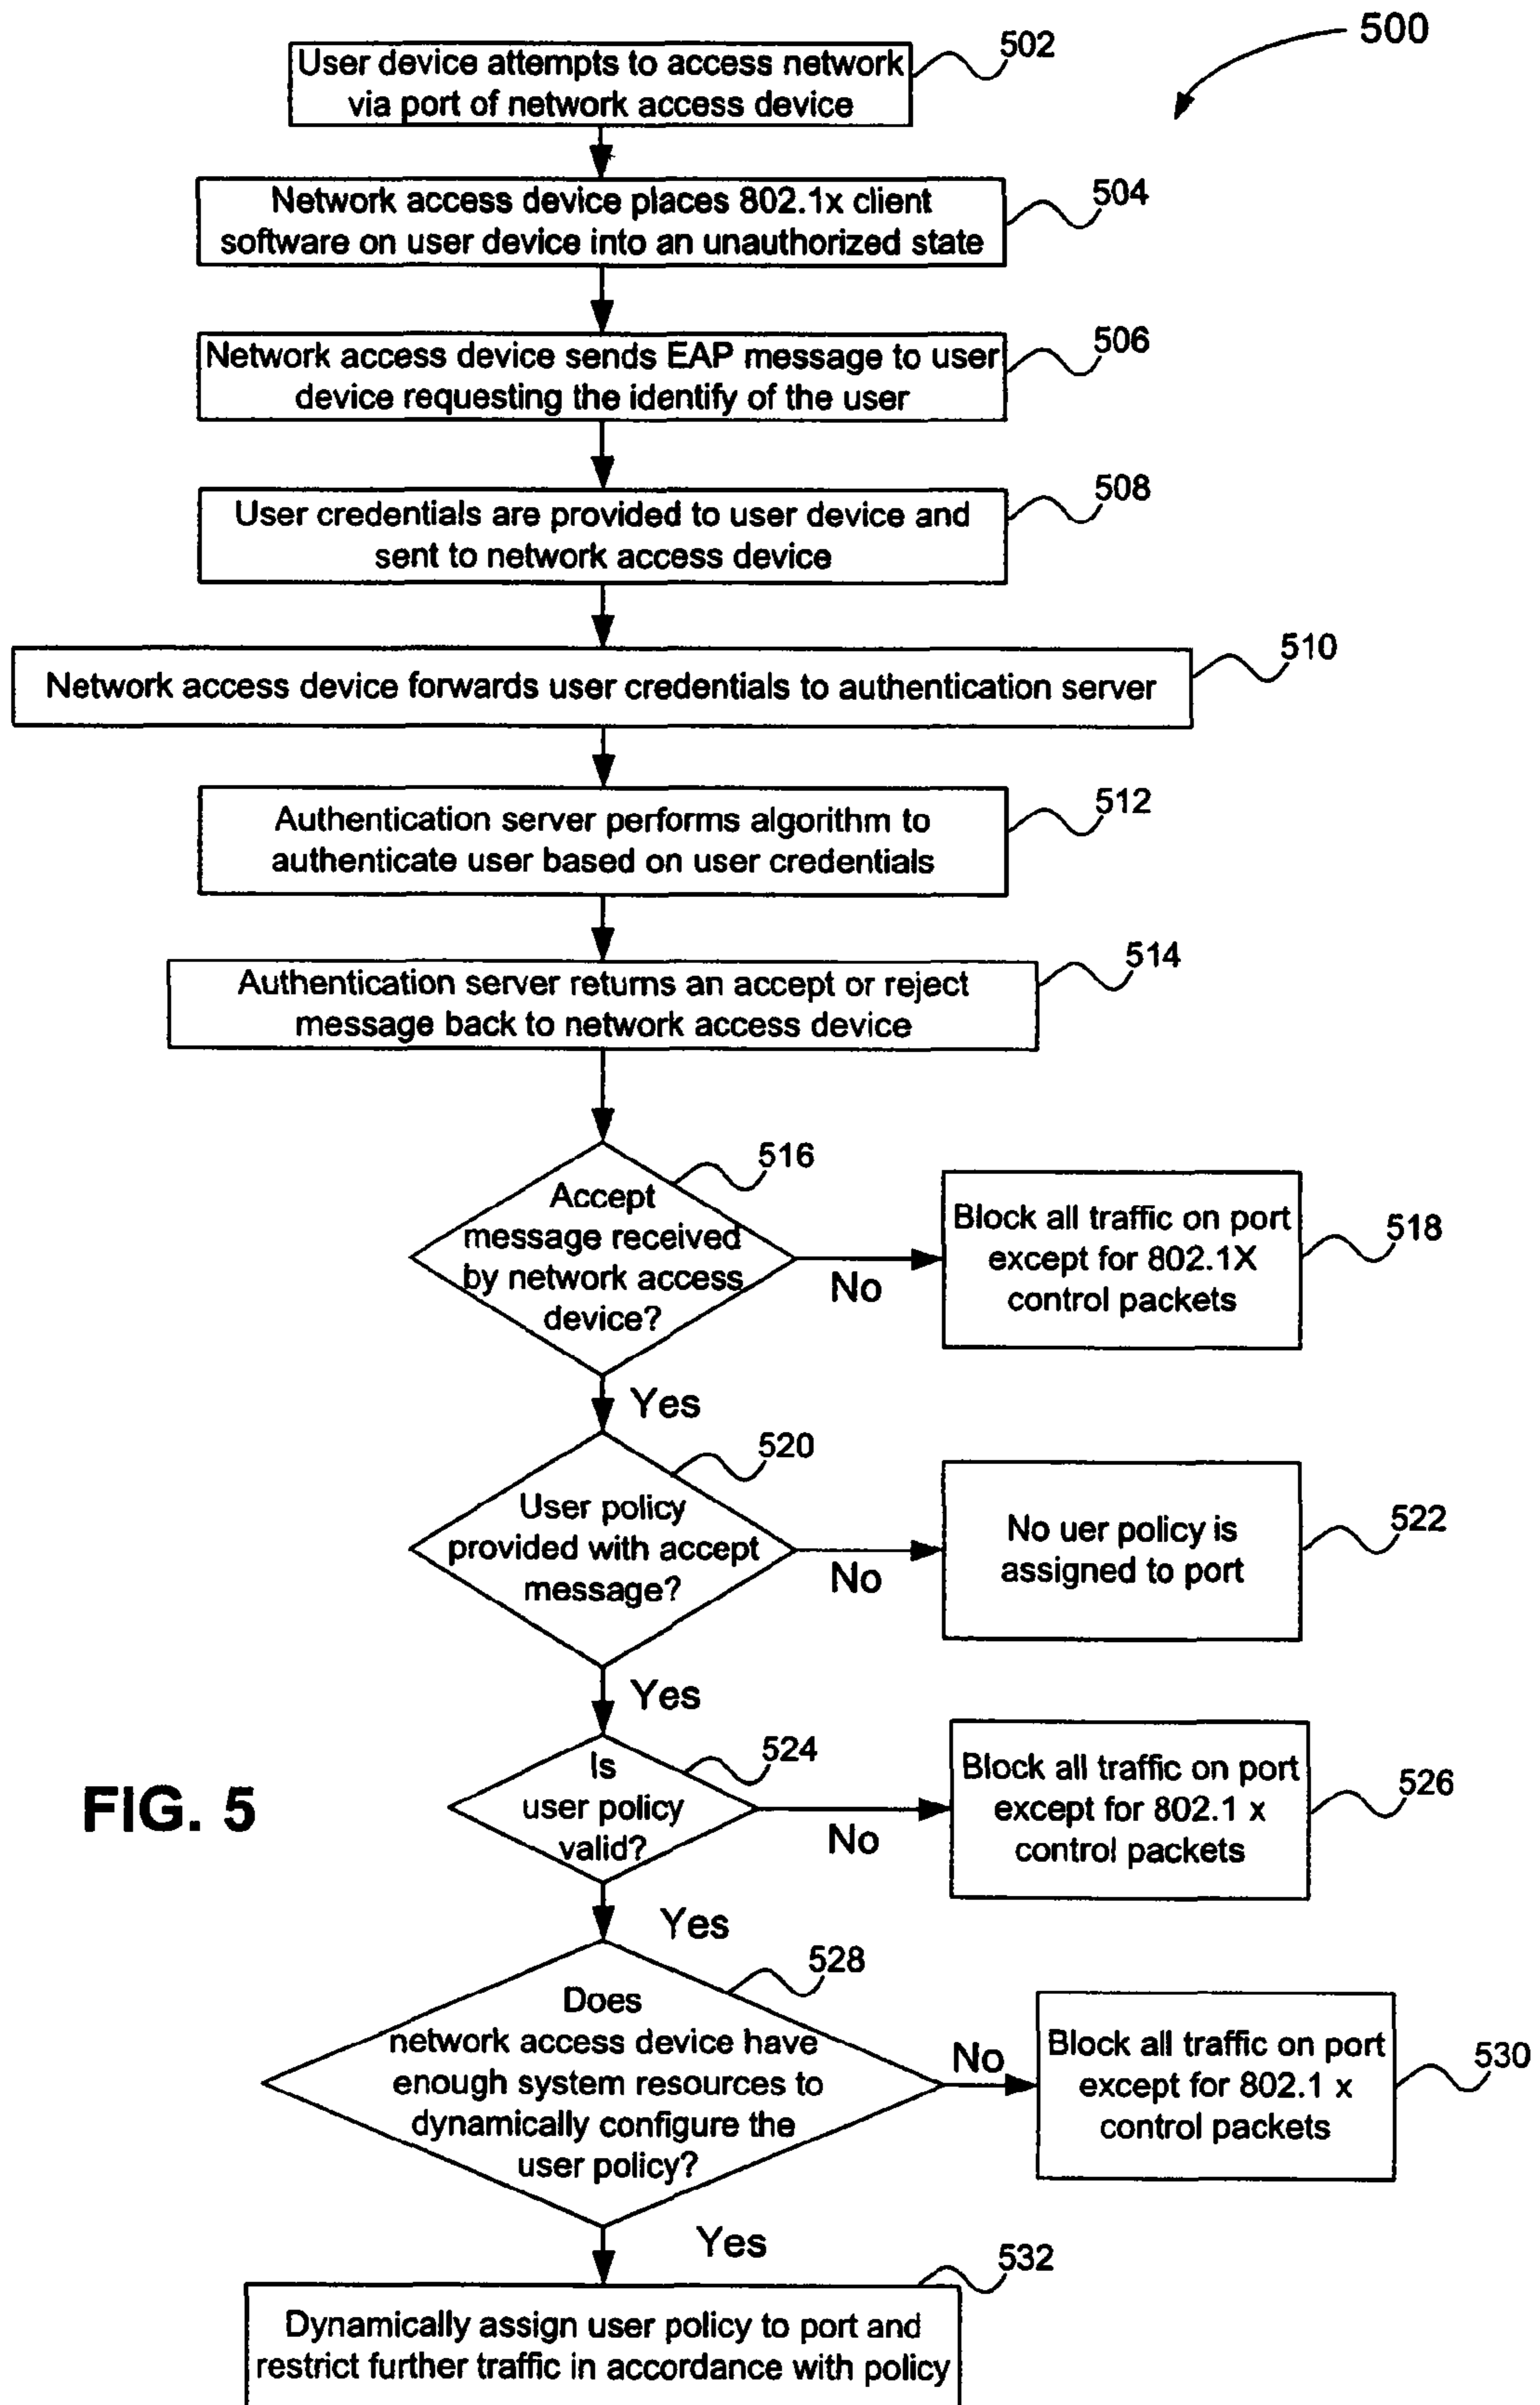 500
User device attempts to access network
via port of network access device
502
Network access device places 802.1x client
software on user device into an unauthorized state
504
Network access device sends EAP message to user
device requesting the identify of the user
506
User credentials are provided to user device and
sent to network access device
508
Network access device forwards user credentials to authentication server
510
Authentication server performs algorithm to
authenticate user based on user credentials
512
Authentication server returns an accept or reject
message back to network access device
514
Accept
message received
by network access
device?
516
No
Block all traffic on port
except for 802.1X
control packets
518
Yes
User policy
provided with accept
message?
520
No
No uer policy is
assigned to port
522
Yes
Is
user policy
valid?
524
No
Block all traffic on port
except for 802.1 x
control packets
526
FIG. 5
Yes
Does
network access device have
enough system resources to
dynamically configure the
user policy?
528
No
Block all traffic on port
except for 802.1 x
control packets
530
Yes
Dynamically assign user policy to port and
restrict further traffic in accordance with policy
532